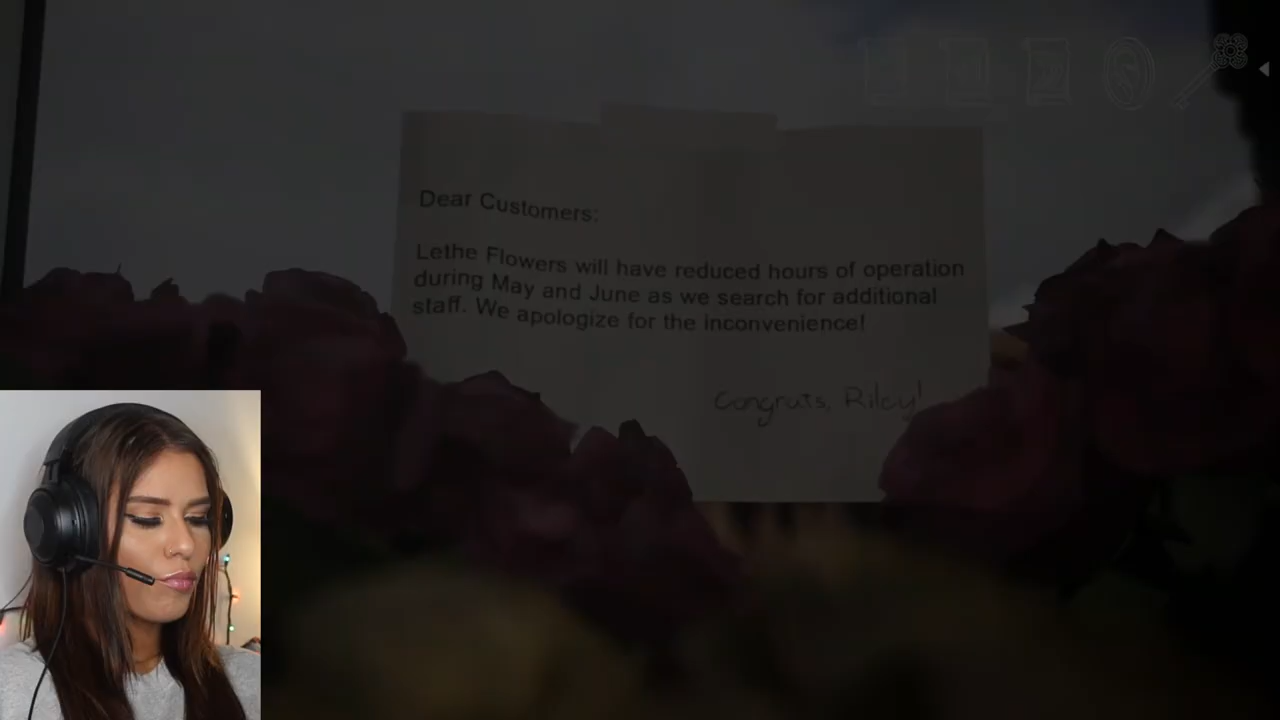 Dear Customers:
Lethe Flowers will have reduced hours of operation
during May and June as we search for additional
staff. We apologize for the inconvenience!
Congrats, Riley!